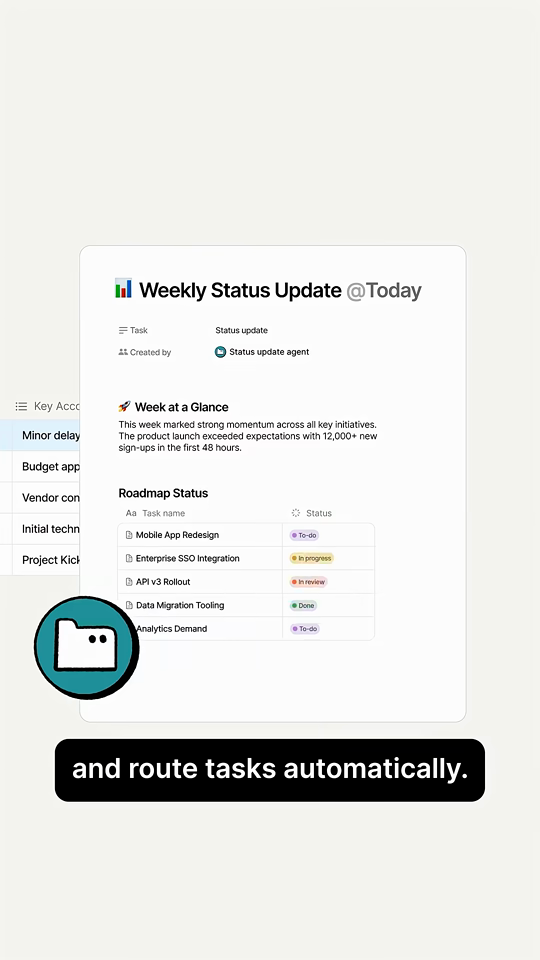 Weekly Status Update @Today
Task Status update
Created by Status update agent
Key Acco
Minor delay
Budget app
Vendor con
Initial techn
Project Kick
Week at a Glance
This week marked strong momentum across all key initiatives.
The product launch exceeded expectations with 12,000+ new
sign-ups in the first 48 hours.
Roadmap Status
Aa Task name Status
Mobile App Redesign To-do
Enterprise SSO Integration In progress
API v3 Rollout In review
Data Migration Tooling Done
Analytics Demand To-do
and route tasks automatically.